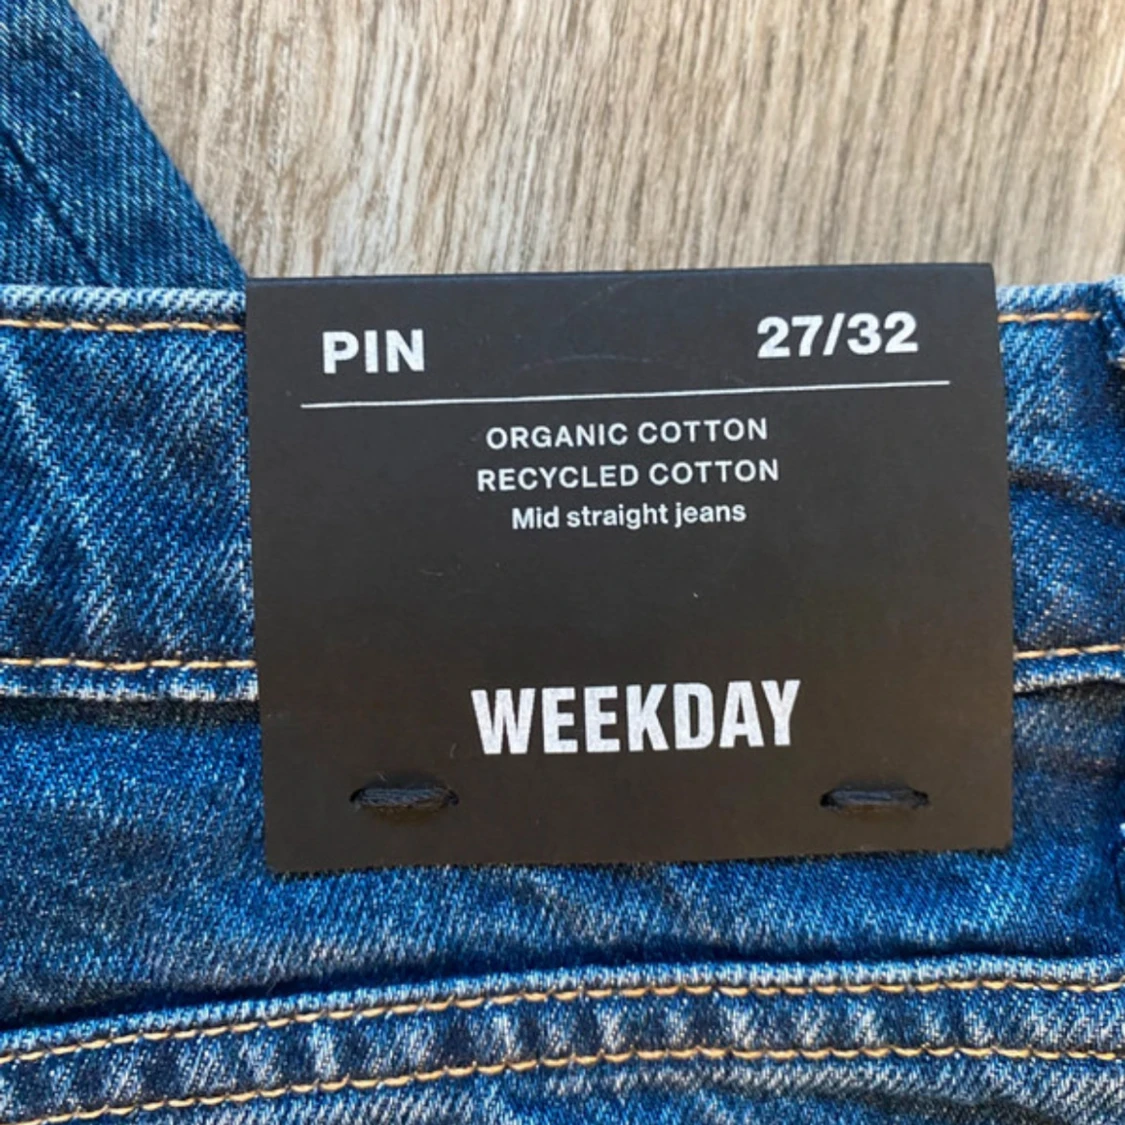 PIN 27/32
ORGANIC COTTON
RECYCLED COTTON
Mid straight jeans
WEEKDAY